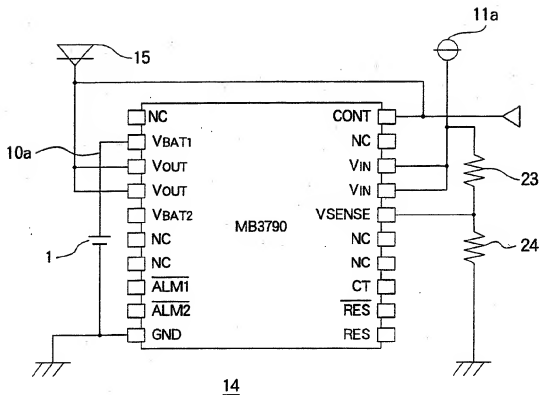 15
11a
10a
NC
VBAT1
VOUT
VOUT
VBAT2
NC
NC
ALM1
ALM2
GND
MB3790
CONT
NC
VIN
VIN
VSENSE
NC
NC
CT
RES
RES
23
24
1
14